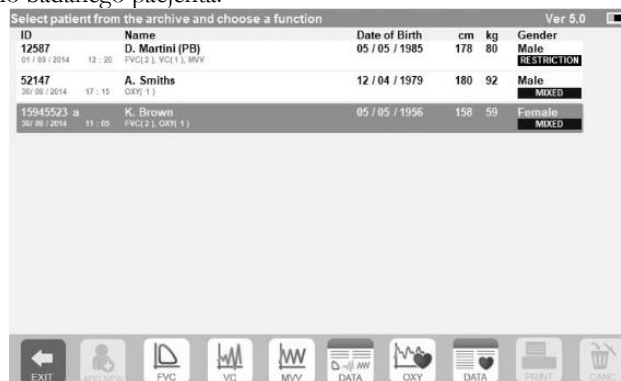 no badanego pacjenta.
Select patient from the archive and choose a function Ver 5.0
ID Name Date of Birth cm kg Gender
12587 D. Martini (PB) 05 / 05 / 1985 178 80 Male
01 / 09 / 2014 12 : 20 FVC( 2 ), VC( 1 ), MVV RESTRICTION
52147 A. Smiths 12 / 04 / 1979 180 92 Male
30/ 08 / 2014 17 : 15 OXY( 1 ) MIXED
15945523 a K. Brown 05 / 05 / 1956 158 59 Female
30/ 08 / 2014 11 : 05 FVC( 2 ), OXY( 1 ) MIXED
EXIT ADD NEW FVC VC MVV DATA OXY DATA PRINT CANC